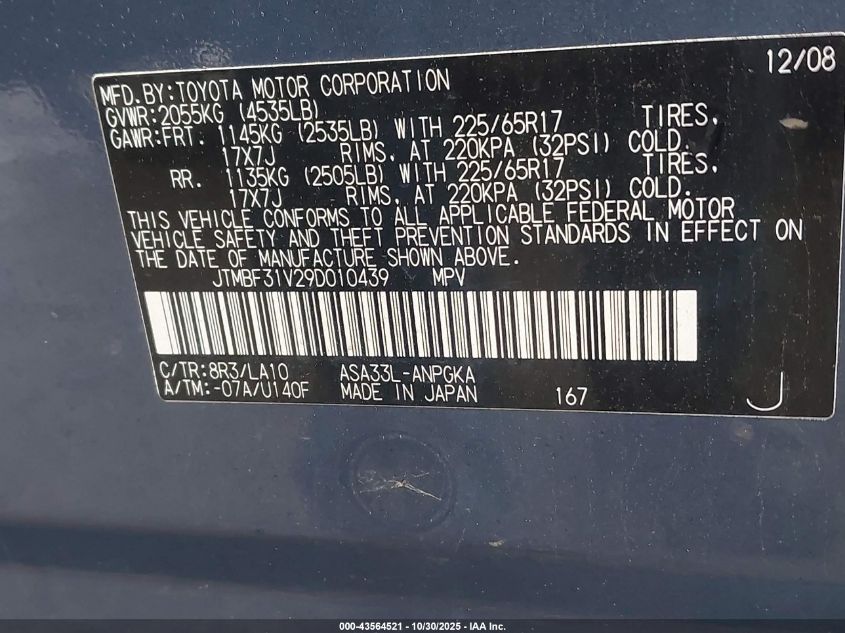 12/08
MFD.BY:TOYOTA MOTOR CORPORATION
GVWR:2055KG (4535LB)
GAWR:FRT. 1145KG (2535LB) WITH 225/65R17 TIRES,
17X7J RIMS, AT 220KPA (32PSI) COLD.
RR. 1135KG (2505LB) WITH 225/65R17 TIRES,
17X7J RIMS, AT 220KPA (32PSI) COLD.
THIS VEHICLE CONFORMS TO ALL APPLICABLE FEDERAL MOTOR
VEHICLE SAFETY AND THEFT PREVENTION STANDARDS IN EFFECT ON
THE DATE OF MANUFACTURE SHOWN ABOVE.
JTMBF31V29D010439 MPV
C/TR:8R3/LA10 ASA33L-ANPGKA
A/TM:-07A/U140F MADE IN JAPAN 167 J
000-43564521 - 10/30/2025 - IAA Inc.